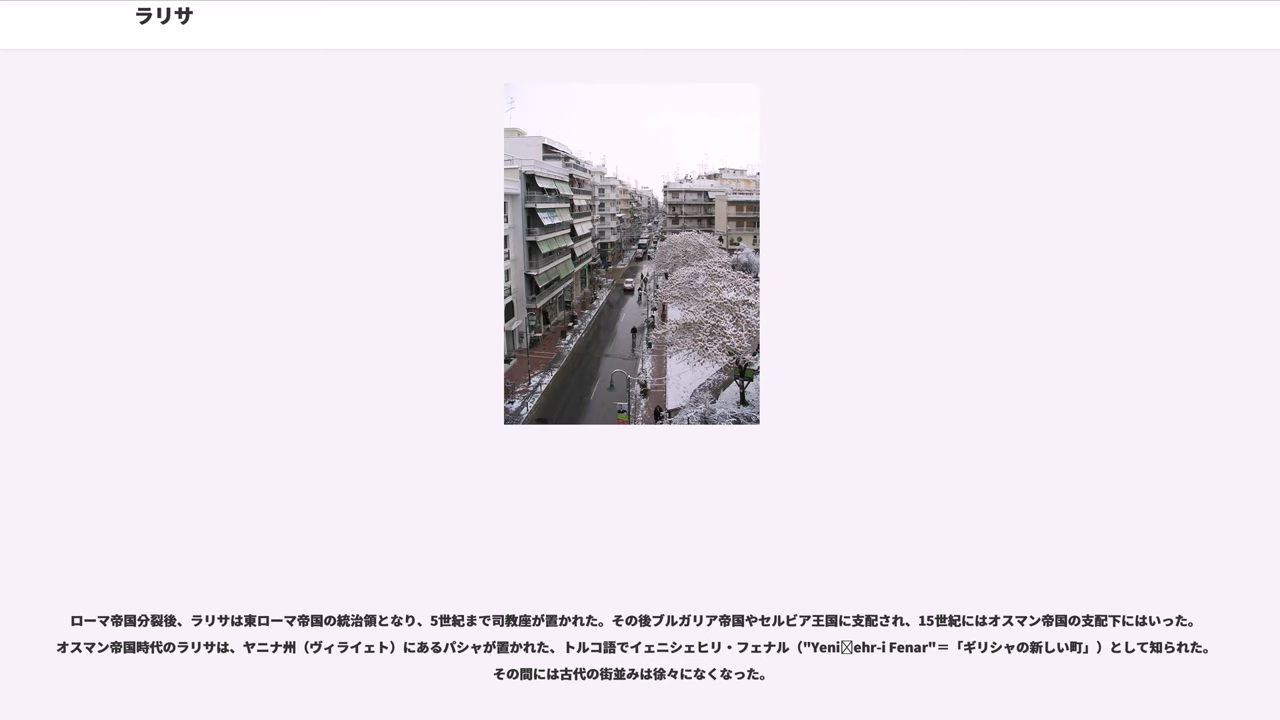 ラリサ
ローマ帝国分裂後、ラリサは東ローマ帝国の統治領となり、5世紀まで司教座が置かれた。その後ブルガリア帝国やセルビア王国に支配され、15世紀にはオスマン帝国の支配下にはいった。
オスマン帝国時代のラリサは、ヤニナ州（ヴィライェト）にあるパシャが置かれた、トルコ語でイェニシェヒリ・フェナル（"Yeni〿ehr-i Fenar"＝「ギリシャの新しい町」）として知られた。
その間には古代の街並みは徐々になくなった。